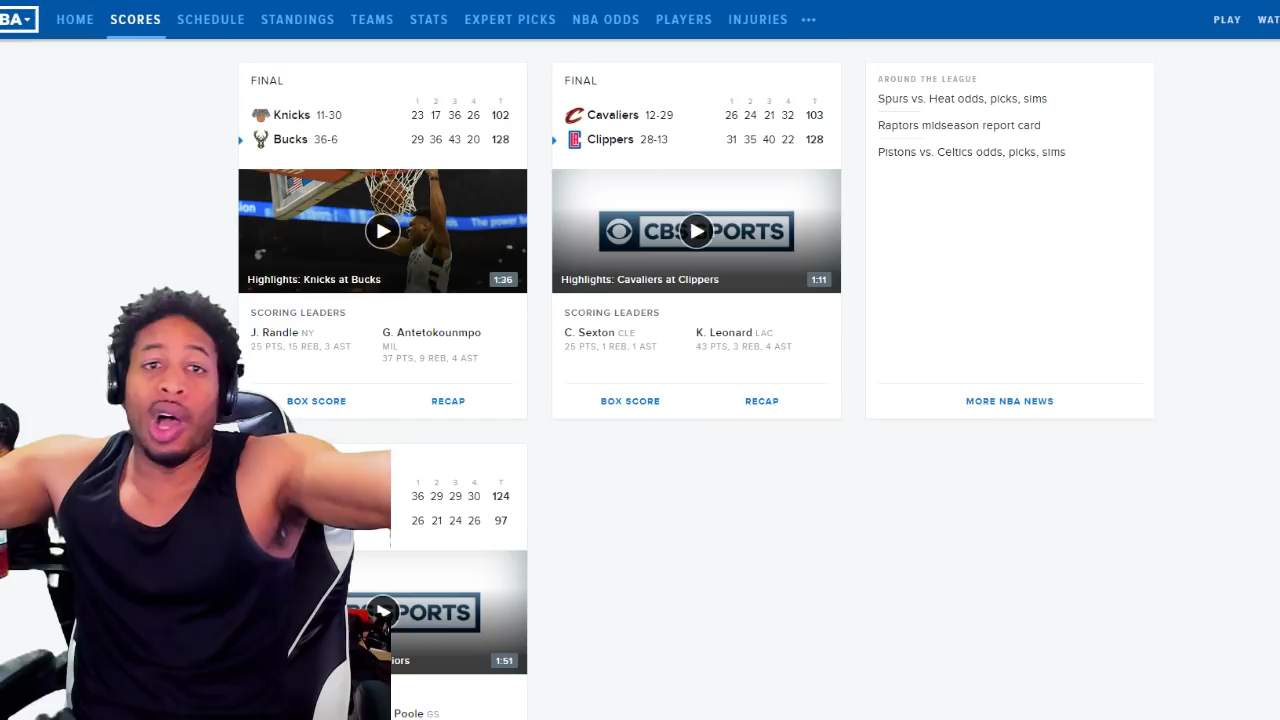 BA
HOME SCORES SCHEDULE STANDINGS TEAMS STATS EXPERT PICKS NBA ODDS PLAYERS INJURIES ••• PLAY WAT
FINAL
1 2 3 4 T
Knicks 11-30 23 17 36 26 102
Bucks 36-6 29 36 43 20 128
Highlights: Knicks at Bucks 1:36
SCORING LEADERS
J. Randle NY
25 PTS, 15 REB, 3 AST
G. Antetokounmpo
MIL
37 PTS, 9 REB, 4 AST
BOX SCORE RECAP
FINAL
1 2 3 4 T
Cavaliers 12-29 26 24 21 32 103
Clippers 28-13 31 35 40 22 128
CBS SPORTS
Highlights: Cavaliers at Clippers 1:11
SCORING LEADERS
C. Sexton CLE
25 PTS, 1 REB, 1 AST
K. Leonard LAC
43 PTS, 3 REB, 4 AST
BOX SCORE RECAP
AROUND THE LEAGUE
Spurs vs. Heat odds, picks, sims
Raptors midseason report card
Pistons vs. Celtics odds, picks, sims
MORE NBA NEWS
1 2 3 4 T
36 29 29 30 124
26 21 24 26 97
PORTS
iors 1:51
Poole GS